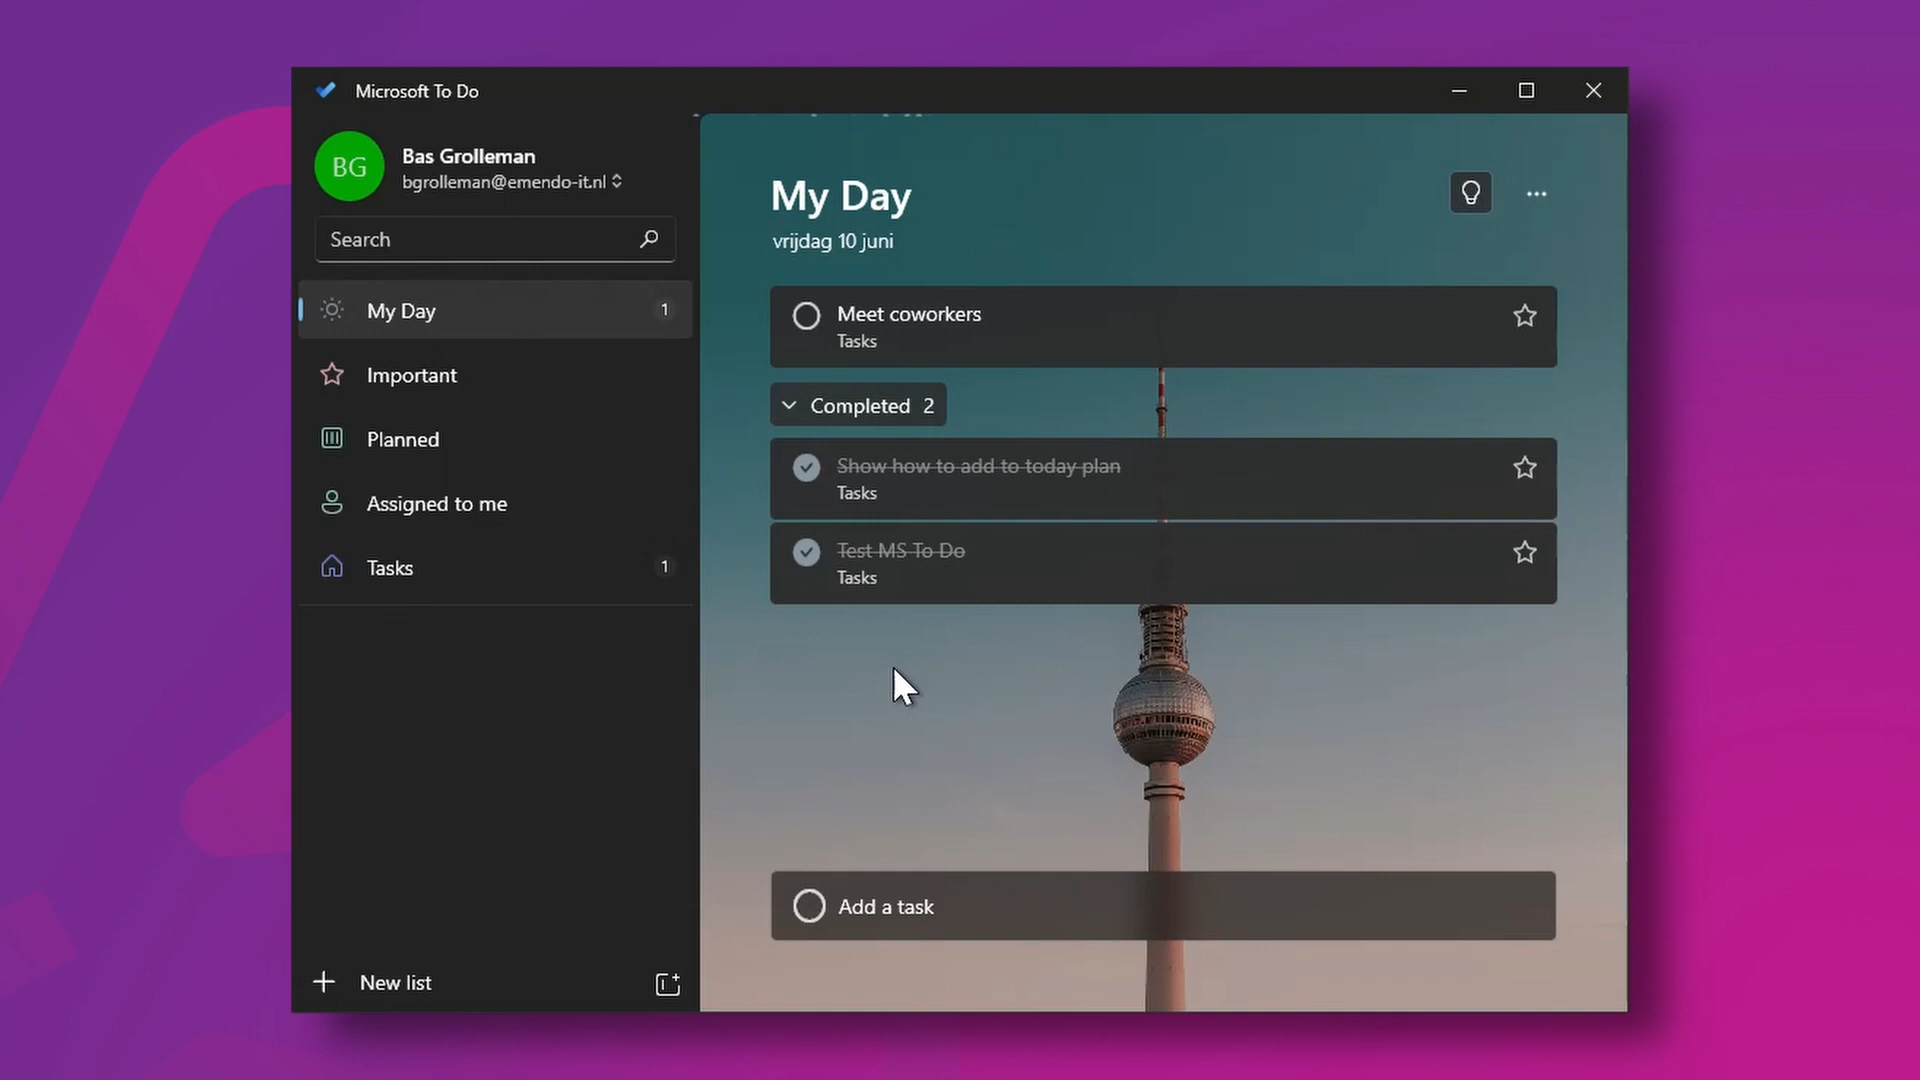 Microsoft To Do
BG
Bas Grolleman
bgrolleman@emendo-it.nl
Search
My Day 1
Important
Planned
Assigned to me
Tasks 1
New list
My Day
vrijdag 10 juni
Meet coworkers
Tasks
Completed 2
Show how to add to today plan
Tasks
Test MS To Do
Tasks
Add a task